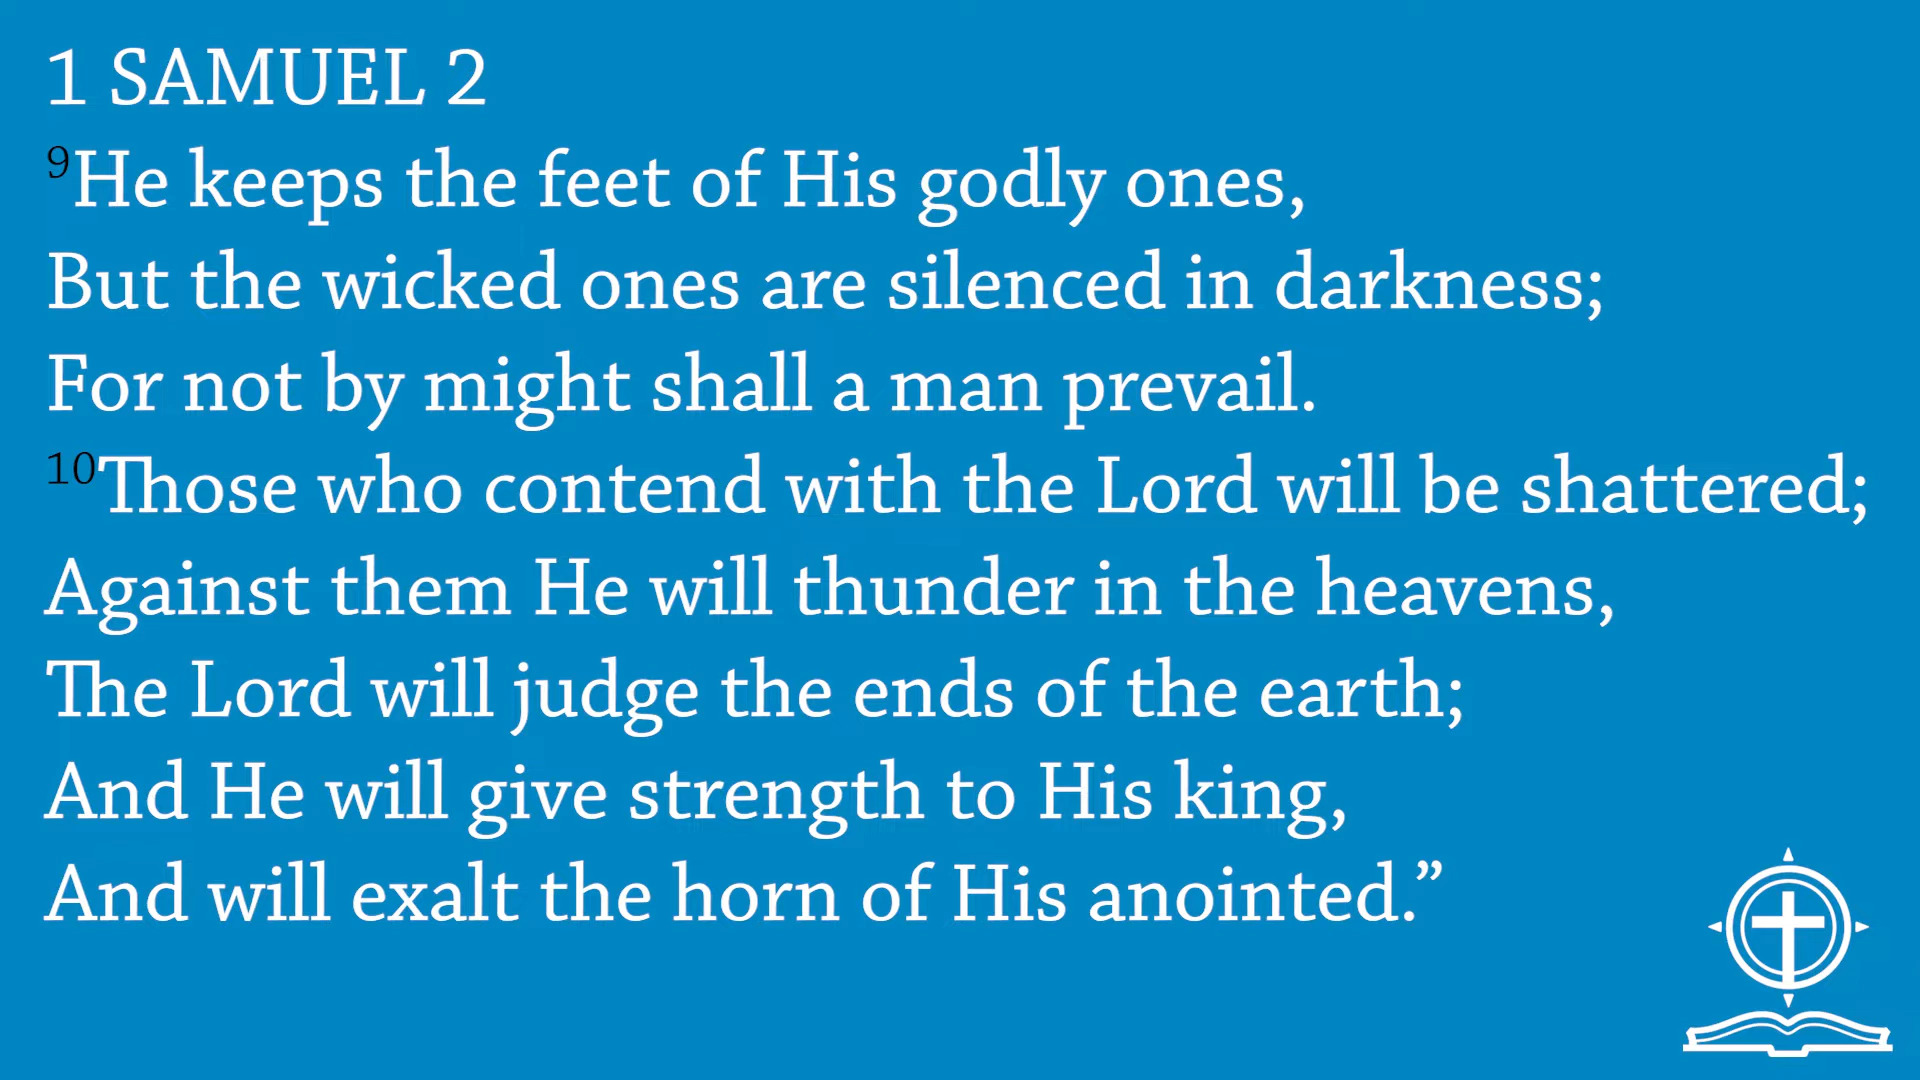 1 SAMUEL 2
9He keeps the feet of His godly ones,
But the wicked ones are silenced in darkness;
For not by might shall a man prevail.
10Those who contend with the Lord will be shattered;
Against them He will thunder in the heavens,
The Lord will judge the ends of the earth;
And He will give strength to His king,
And will exalt the horn of His anointed.”